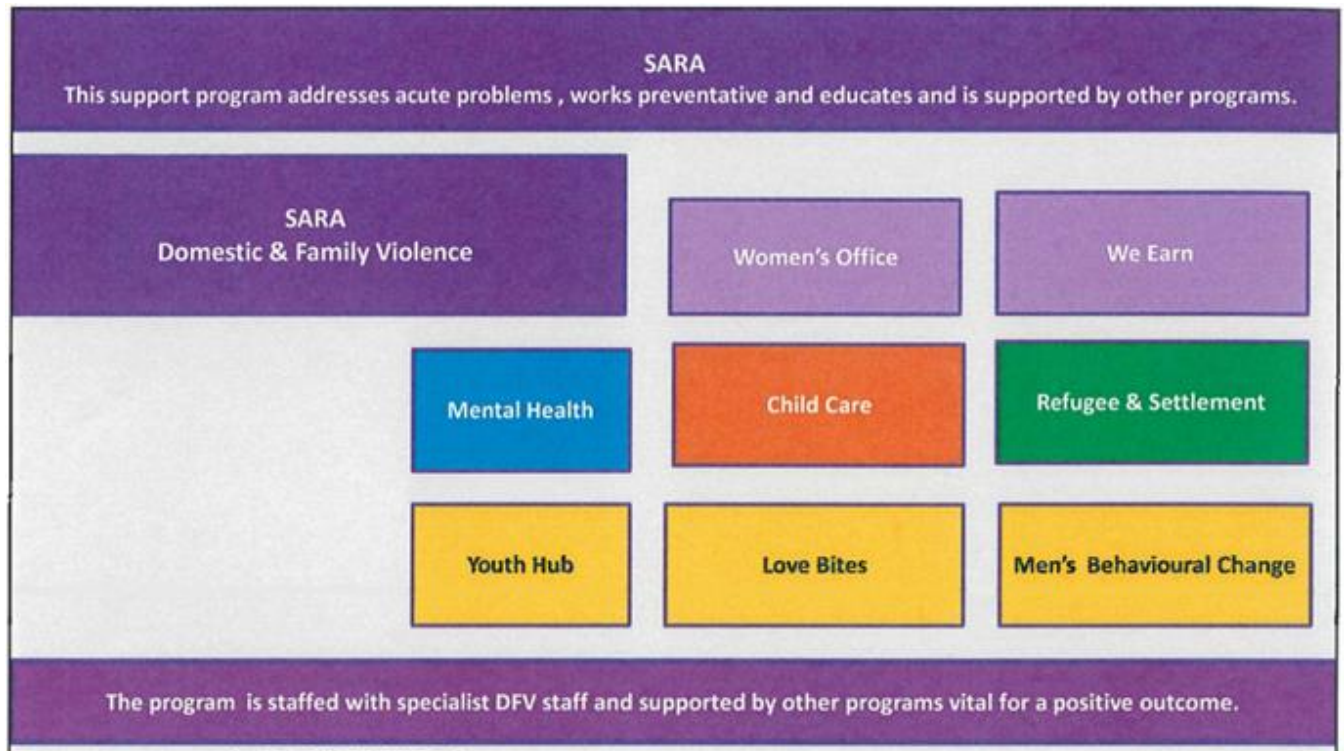 SARA
This support program addresses acute problems , works preventative and educates and is supported by other programs.
SARA
Domestic & Family Violence
Women's Office
We Earn
Mental Health
Child Care
Refugee & Settlement
Youth Hub
Love Bites
Men's Behavioural Change
The program is staffed with specialist DFV staff and supported by other programs vital for a positive outcome.